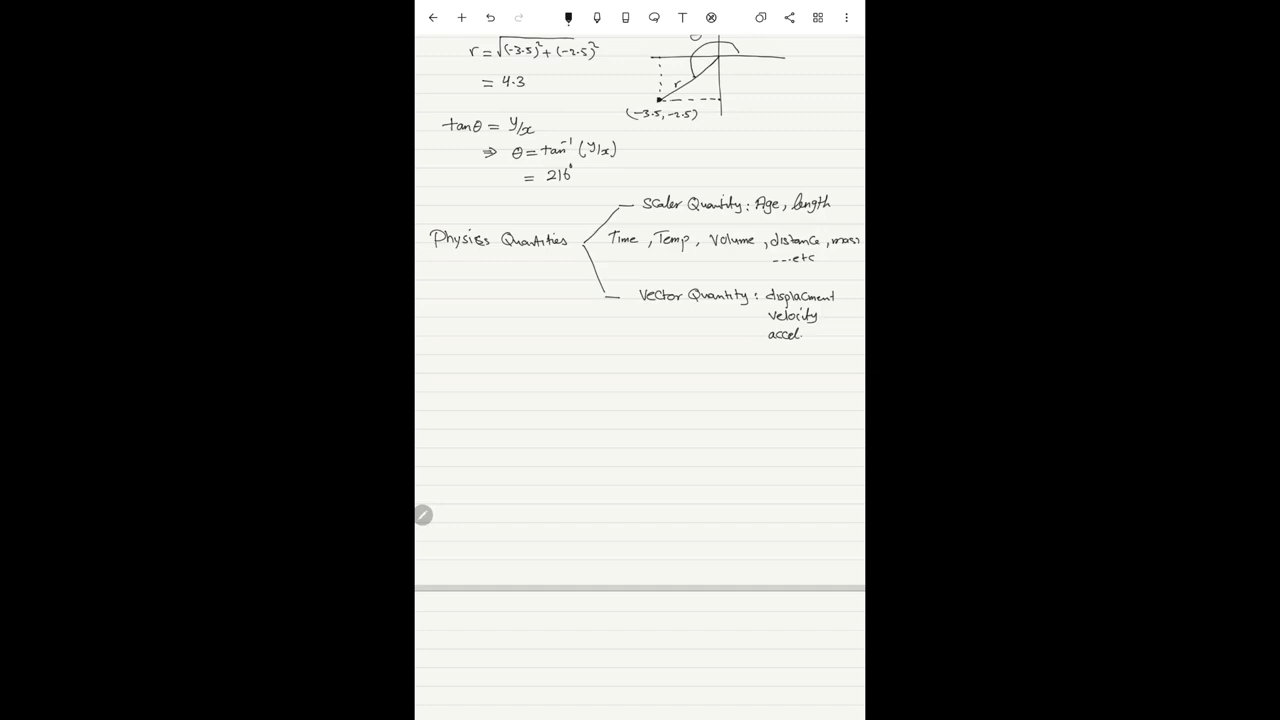 r = √(-3.5)² + (-2.5)²
= 4.3
θ
r
(-3.5, -2.5)
tanθ = y/x
⇒ θ = tan⁻¹ (y/x)
= 216°
Scaler Quantity : Age, length
Physics Quantities
Time , Temp , Volume , distance , mass
---etc
Vector Quantity : displacment
velocity
accel.